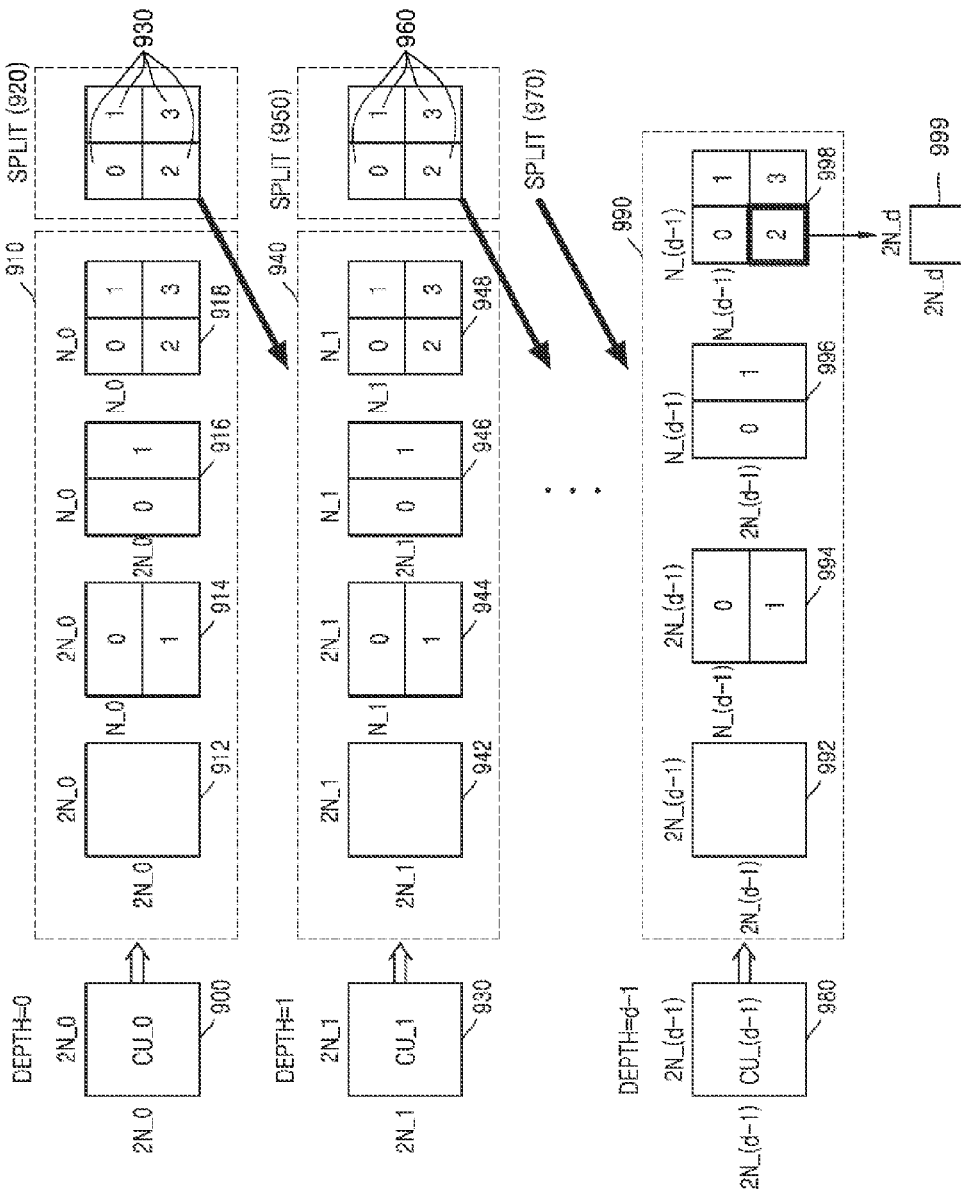 DEPTH=0
2N_0
2N_0
CU_0
900
910
2N_0
2N_0
912
2N_0
N_0
0
1
914
N_0
2N_0
0
1
916
N_0
N_0
0
1
2
3
918
SPLIT (920)
0
1
2
3
930
DEPTH=1
2N_1
2N_1
CU_1
930
940
2N_1
2N_1
942
2N_1
N_1
0
1
944
N_1
2N_1
0
1
946
N_1
N_1
0
1
2
3
948
SPLIT (950)
0
1
2
3
960
SPLIT (970)
DEPTH=d-1
2N_(d-1)
2N_(d-1)
CU_(d-1)
980
990
2N_(d-1)
2N_(d-1)
992
2N_(d-1)
N_(d-1)
0
1
994
N_(d-1)
2N_(d-1)
0
1
996
N_(d-1)
N_(d-1)
0
1
2
3
998
2N_d
2N_d
999